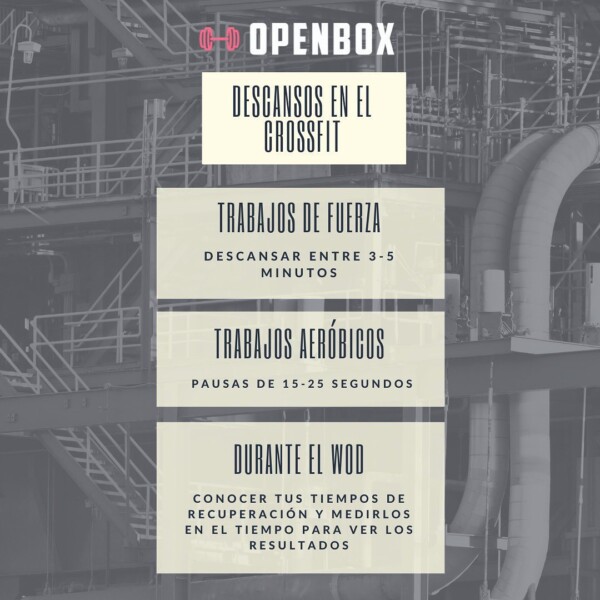 OPENBOX
DESCANSOS EN EL
CROSSFIT
TRABAJOS DE FUERZA
DESCANSAR ENTRE 3-5
MINUTOS
TRABAJOS AERÓBICOS
PAUSAS DE 15-25 SEGUNDOS
DURANTE EL WOD
CONOCER TUS TIEMPOS DE
RECUPERACIÓN Y MEDIRLOS
EN EL TIEMPO PARA VER LOS
RESULTADOS